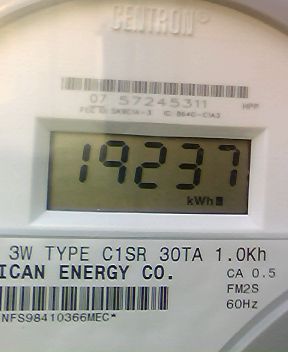 CENTRON
07 57245311 HPP
19237
kWh
3W TYPE C1SR 30TA 1.0Kh
ICAN ENERGY CO. CA 0.5
FM2S
60Hz
NFS98410366MEC*